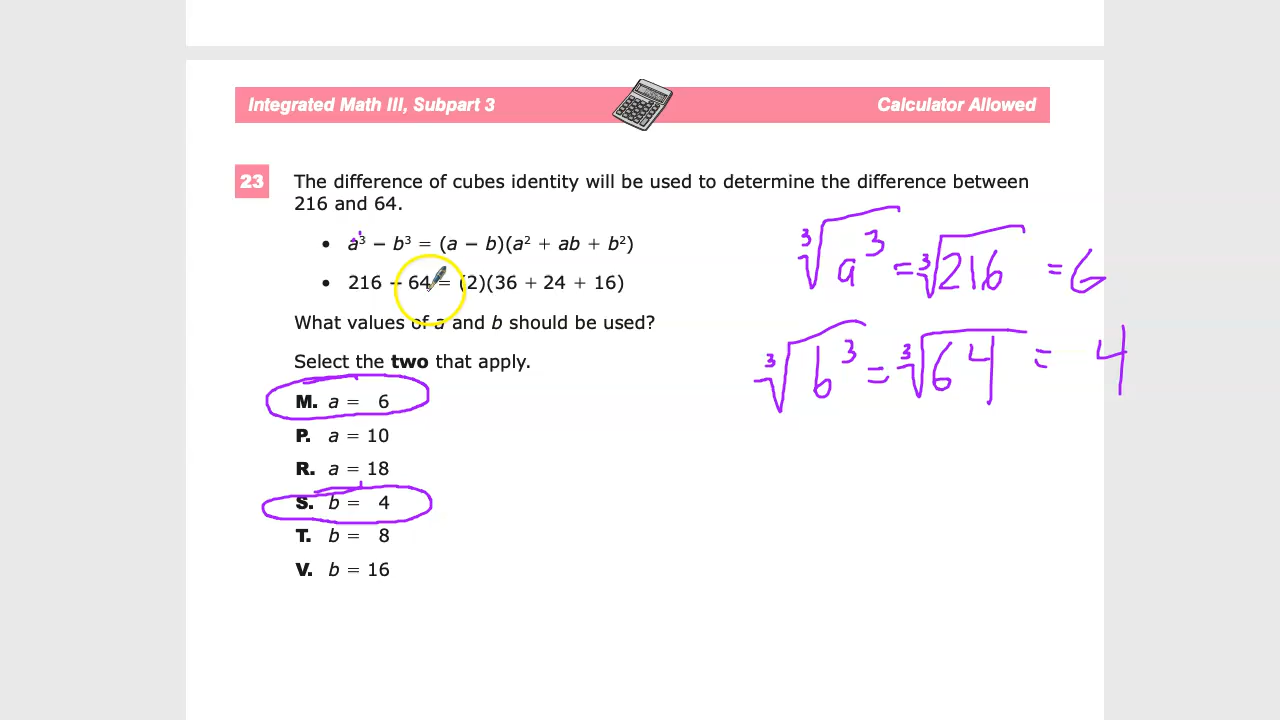 Integrated Math III, Subpart 3 Calculator Allowed
23 The difference of cubes identity will be used to determine the difference between
216 and 64.
• a³ − b³ = (a − b)(a² + ab + b²)
• 216 − 64 = (2)(36 + 24 + 16)
What values of a and b should be used?
Select the two that apply.
M. a = 6
P. a = 10
R. a = 18
S. b = 4
T. b = 8
V. b = 16
∛a³ = ∛216 = 6
∛b³ = ∛64 = 4